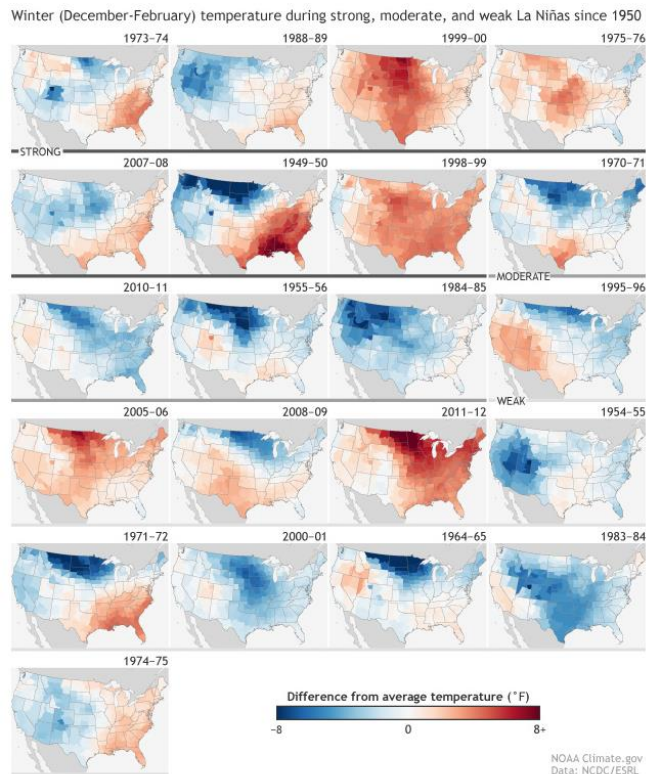 Winter (December-February) temperature during strong, moderate, and weak La Niñas since 1950
1973-74 1988-89 1999-00 1975-76
STRONG
2007-08 1949-50 1998-99 1970-71
MODERATE
2010-11 1955-56 1984-85 1995-96
WEAK
2005-06 2008-09 2011-12 1954-55
1971-72 2000-01 1964-65 1983-84
1974-75
Difference from average temperature (°F)
-8 0 8+
NOAA Climate.gov
Data: NCDC/ESRL